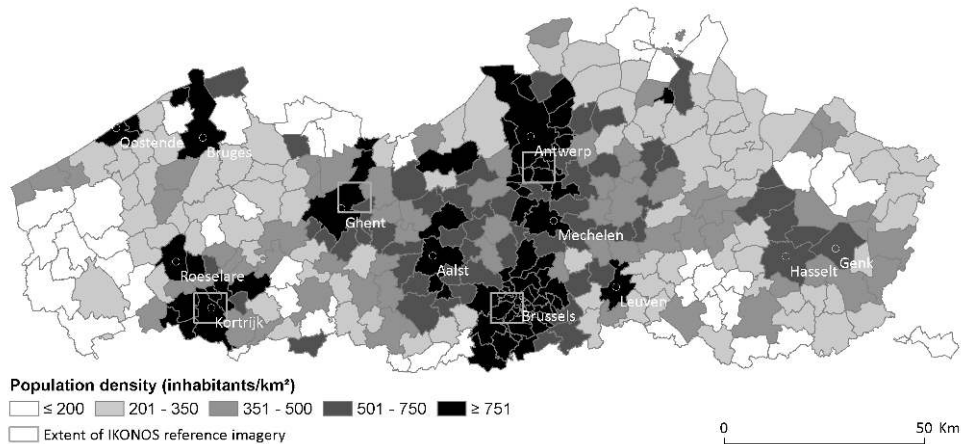 Oostende
Bruges
Antwerp
Ghent
Mechelen
Roeselare
Aalst
Hasselt
Genk
Leuven
Kortrijk
Brussels
Population density (inhabitants/km²)
≤ 200 201 - 350 351 - 500 501 - 750 ≥ 751
Extent of IKONOS reference imagery
0 50 Km